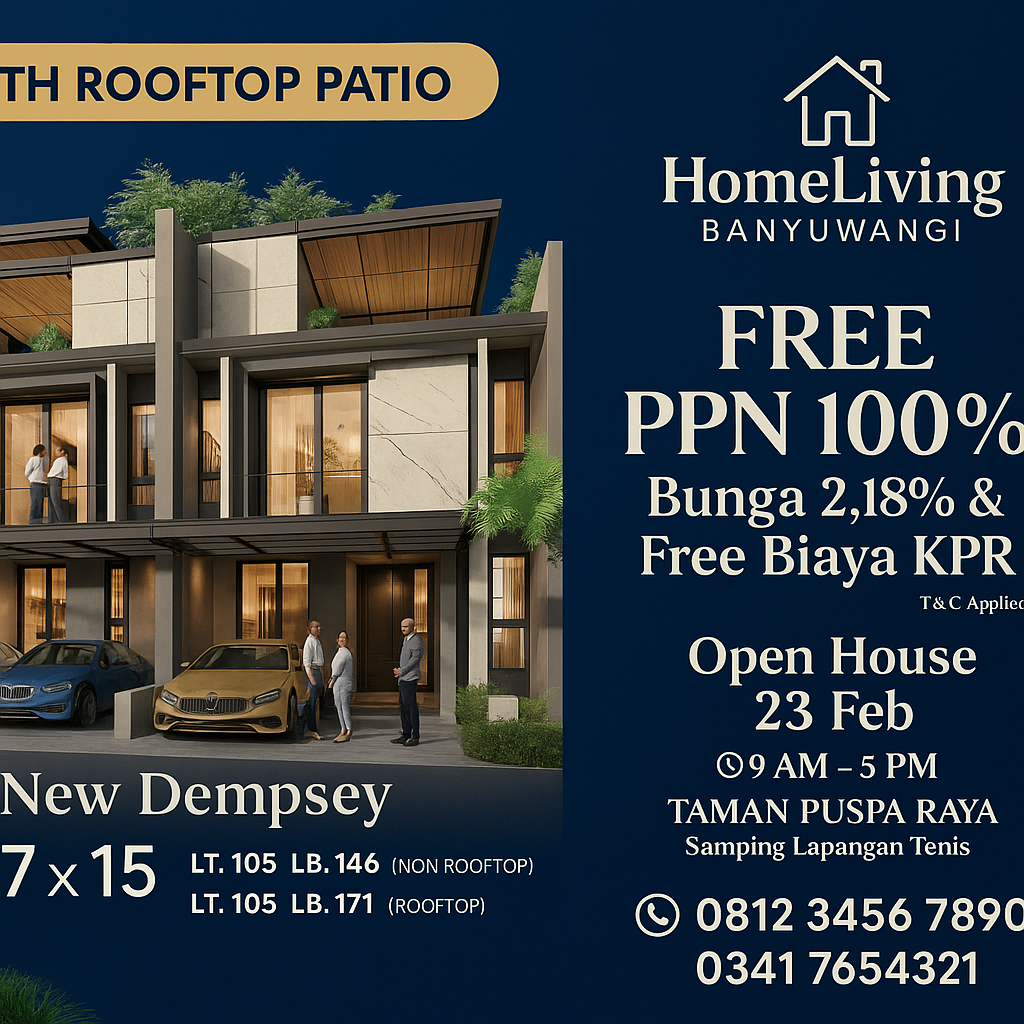 TH ROOFTOP PATIO
HomeLiving
BANYUWANGI
FREE
PPN 100%
Bunga 2,18% &
Free Biaya KPR
T & C Applied
Open House
23 Feb
9 AM – 5 PM
TAMAN PUSPA RAYA
Samping Lapangan Tenis
0812 3456 7890
0341 7654321
New Dempsey
7 x 15
LT. 105 LB. 146 (NON ROOFTOP)
LT. 105 LB. 171 (ROOFTOP)